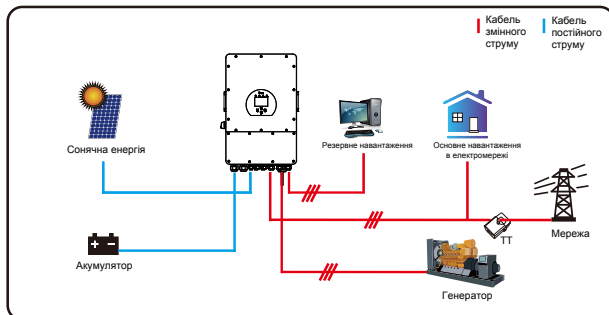 Кабель
змінного
струму
Кабель
постійного
струму
Сонячна енергія
Резервне навантаження
Основне навантаження
в електромережі
ТТ
Мережа
Акумулятор
Генератор